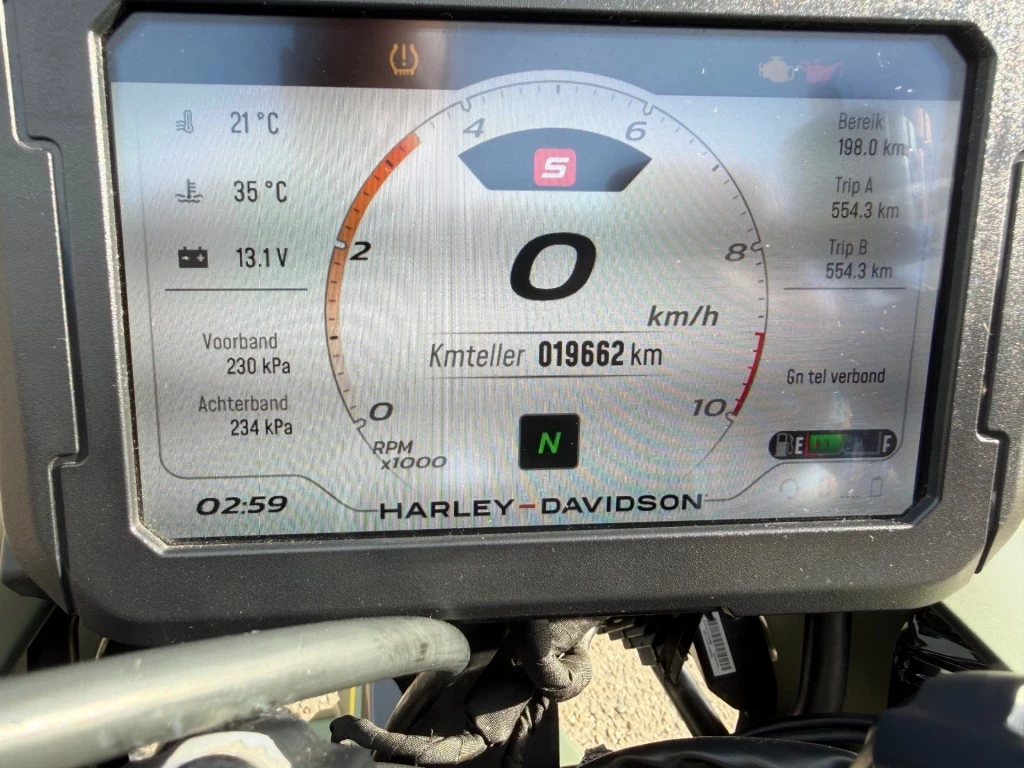 21 °C
35 °C
13.1 V
Voorband
230 kPa
Achterband
234 kPa
02:59
0
2
4
6
8
10
RPM
x1000
S
0
km/h
Kmteller 019662 km
N
HARLEY-DAVIDSON
Bereik
198.0 km
Trip A
554.3 km
Trip B
554.3 km
Gn tel verbond
E F